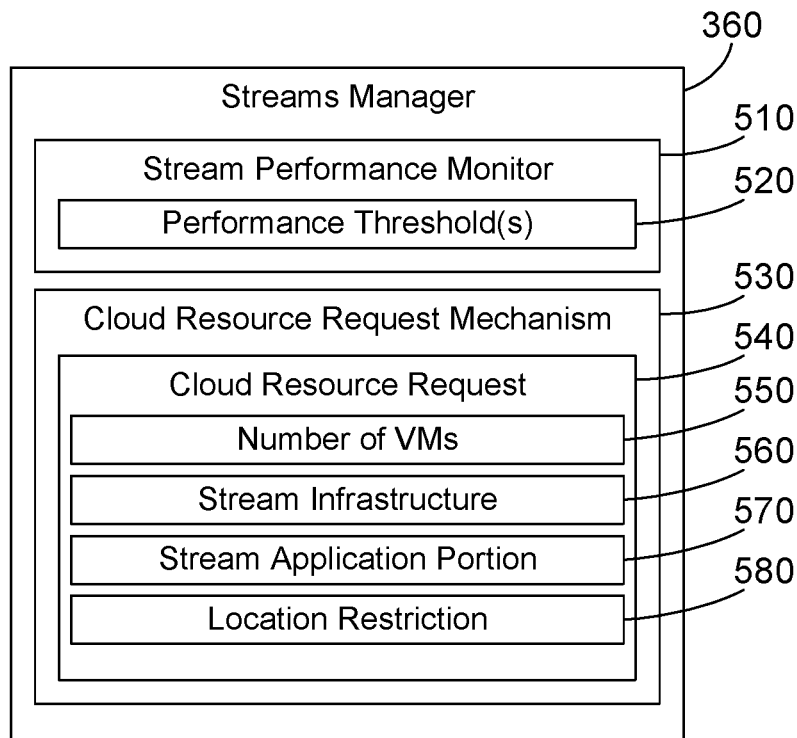 360
Streams Manager
510
Stream Performance Monitor
520
Performance Threshold(s)
530
Cloud Resource Request Mechanism
540
Cloud Resource Request
550
Number of VMs
560
Stream Infrastructure
570
Stream Application Portion
580
Location Restriction